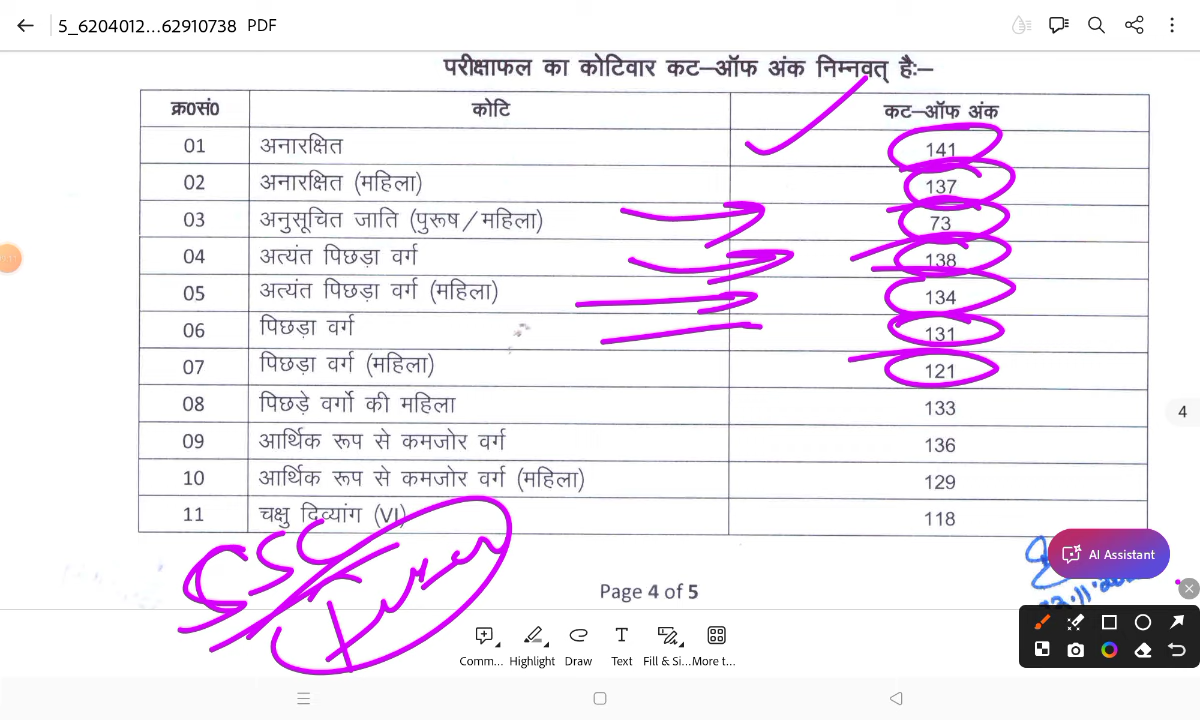 5_6204012...62910738 PDF
परीक्षाफल का कोटिवार कट–ऑफ अंक निम्नवत् हैः–
क्र0सं0 कोटि कट–ऑफ अंक
01 अनारक्षित 141
02 अनारक्षित (महिला) 137
03 अनुसूचित जाति (पुरूष/महिला) 73
04 अत्यंत पिछड़ा वर्ग 138
05 अत्यंत पिछड़ा वर्ग (महिला) 134
06 पिछड़ा वर्ग 131
07 पिछड़ा वर्ग (महिला) 121
08 पिछड़े वर्गो की महिला 133
09 आर्थिक रूप से कमजोर वर्ग 136
10 आर्थिक रूप से कमजोर वर्ग (महिला) 129
11 चक्षु दिव्यांग (VI) 118
4
SSC
AI Assistant
Page 4 of 5
Comm... Highlight Draw Text Fill & Si... More t...